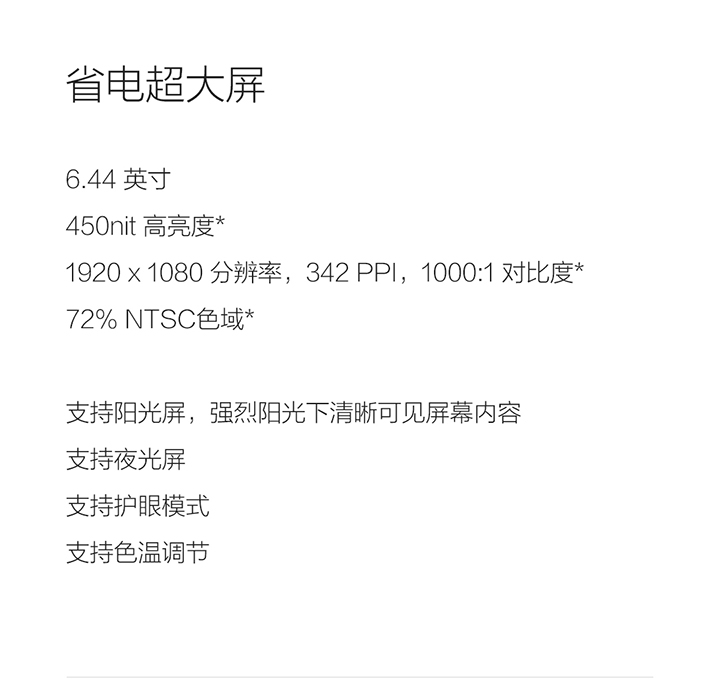 省电超大屏
6.44 英寸
450nit 高亮度*
1920 x 1080 分辨率，342 PPI，1000:1 对比度*
72% NTSC色域*
支持阳光屏，强烈阳光下清晰可见屏幕内容
支持夜光屏
支持护眼模式
支持色温调节